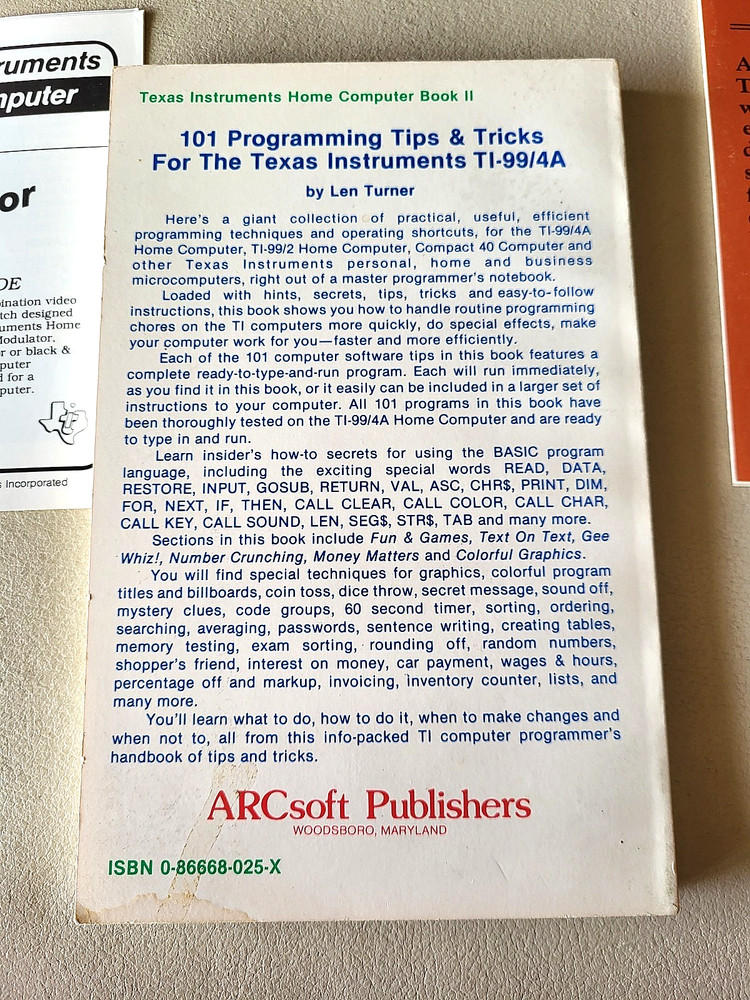 ruments
nputer
or
DE
ination video
tch designed
uments Home
Modulator.
r or black &
puter
d for a
puter.
s Incorporated
Texas Instruments Home Computer Book II
101 Programming Tips & Tricks
For The Texas Instruments TI-99/4A
by Len Turner
Here's a giant collection of practical, useful, efficient
programming techniques and operating shortcuts, for the TI-99/4A
Home Computer, TI-99/2 Home Computer, Compact 40 Computer and
other Texas Instruments personal, home and business
microcomputers, right out of a master programmer's notebook.
Loaded with hints, secrets, tips, tricks and easy-to-follow
instructions, this book shows you how to handle routine programming
chores on the TI computers more quickly, do special effects, make
your computer work for you—faster and more efficiently.
Each of the 101 computer software tips in this book features a
complete ready-to-type-and-run program. Each will run immediately,
as you find it in this book, or it easily can be included in a larger set of
instructions to your computer. All 101 programs in this book have
been thoroughly tested on the TI-99/4A Home Computer and are ready
to type in and run.
Learn insider's how-to secrets for using the BASIC program
language, including the exciting special words READ, DATA,
RESTORE, INPUT, GOSUB, RETURN, VAL, ASC, CHR$, PRINT, DIM,
FOR, NEXT, IF, THEN, CALL CLEAR, CALL COLOR, CALL CHAR,
CALL KEY, CALL SOUND, LEN, SEG$, STR$, TAB and many more.
Sections in this book include Fun & Games, Text On Text, Gee
Whiz!, Number Crunching, Money Matters and Colorful Graphics.
You will find special techniques for graphics, colorful program
titles and billboards, coin toss, dice throw, secret message, sound off,
mystery clues, code groups, 60 second timer, sorting, ordering,
searching, averaging, passwords, sentence writing, creating tables,
memory testing, exam sorting, rounding off, random numbers,
shopper's friend, interest on money, car payment, wages & hours,
percentage off and markup, invoicing, inventory counter, lists, and
many more.
You'll learn what to do, how to do it, when to make changes and
when not to, all from this info-packed TI computer programmer's
handbook of tips and tricks.
ARCsoft Publishers
WOODSBORO, MARYLAND
ISBN 0-86668-025-X